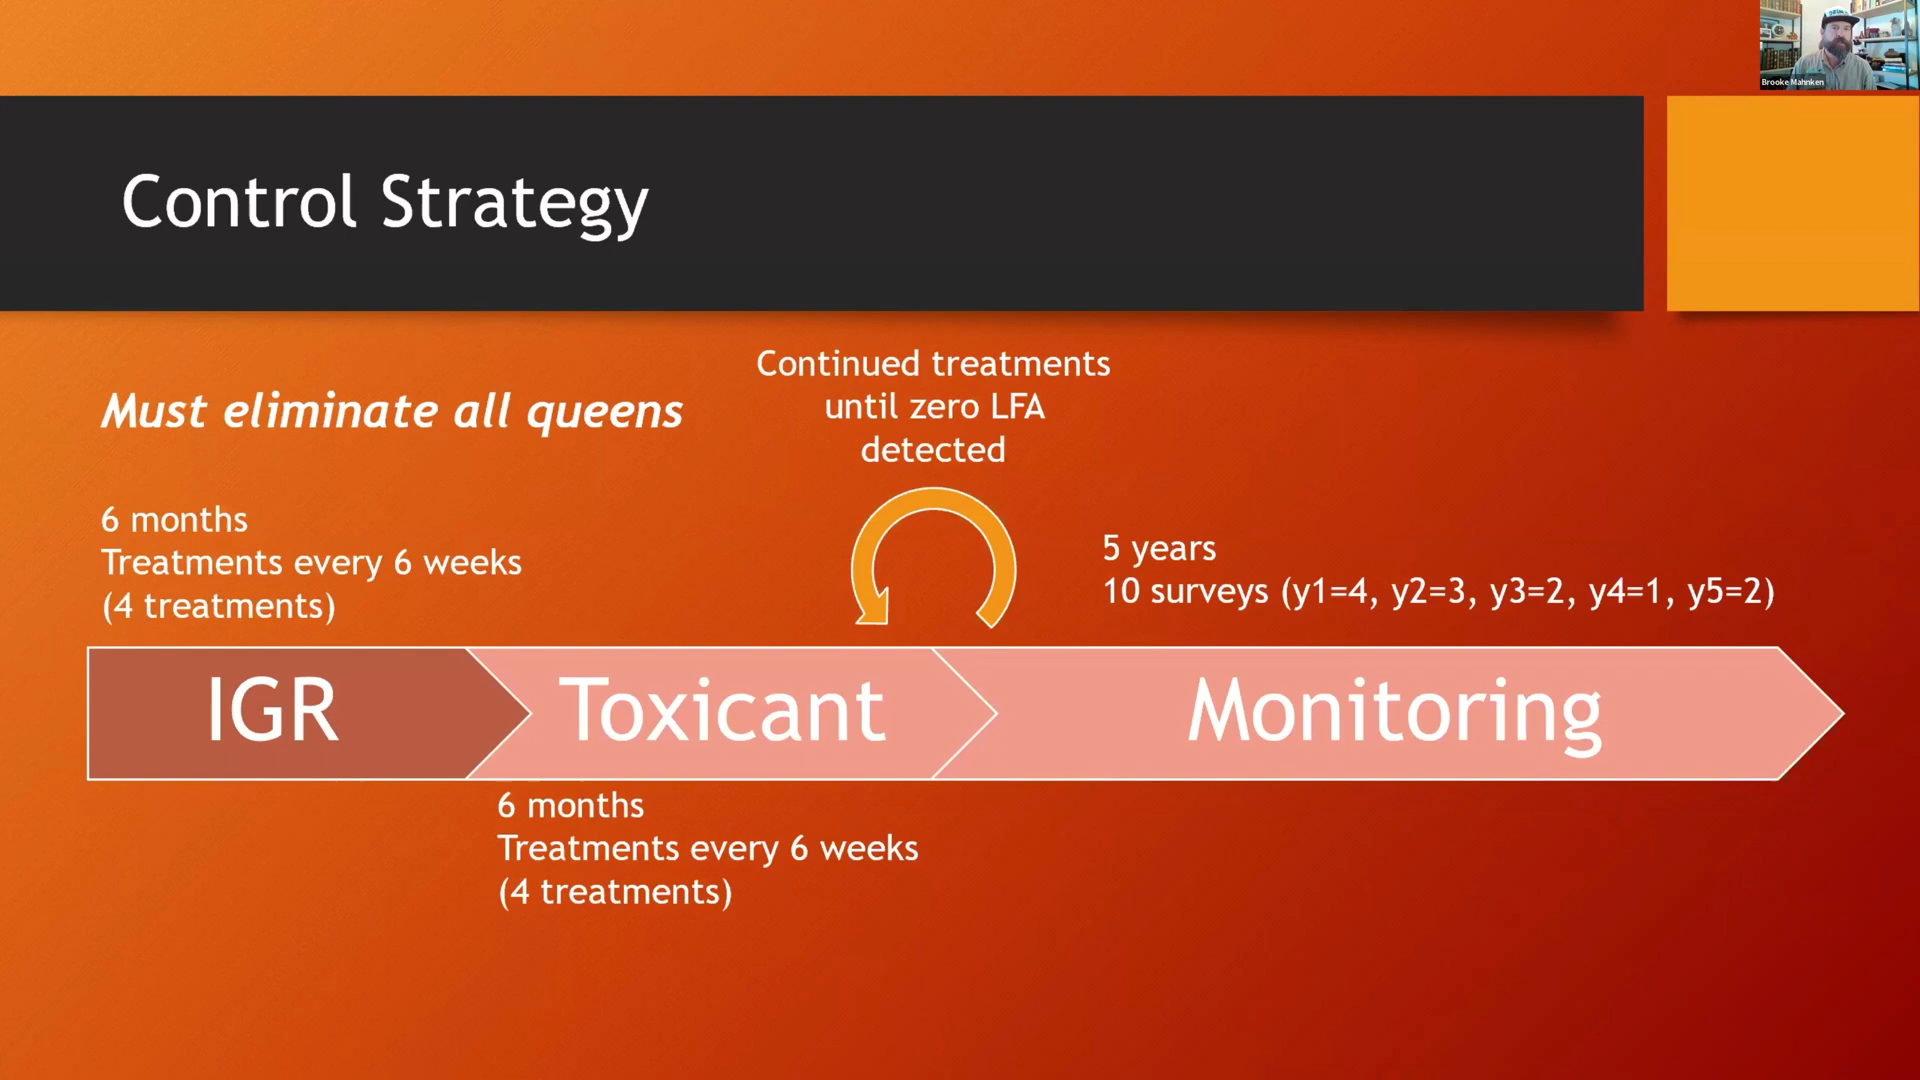 Brooke Mahnken
Control Strategy
Must eliminate all queens
Continued treatments
until zero LFA
detected
6 months
Treatments every 6 weeks
(4 treatments)
5 years
10 surveys (y1=4, y2=3, y3=2, y4=1, y5=2)
IGR
Toxicant
Monitoring
6 months
Treatments every 6 weeks
(4 treatments)